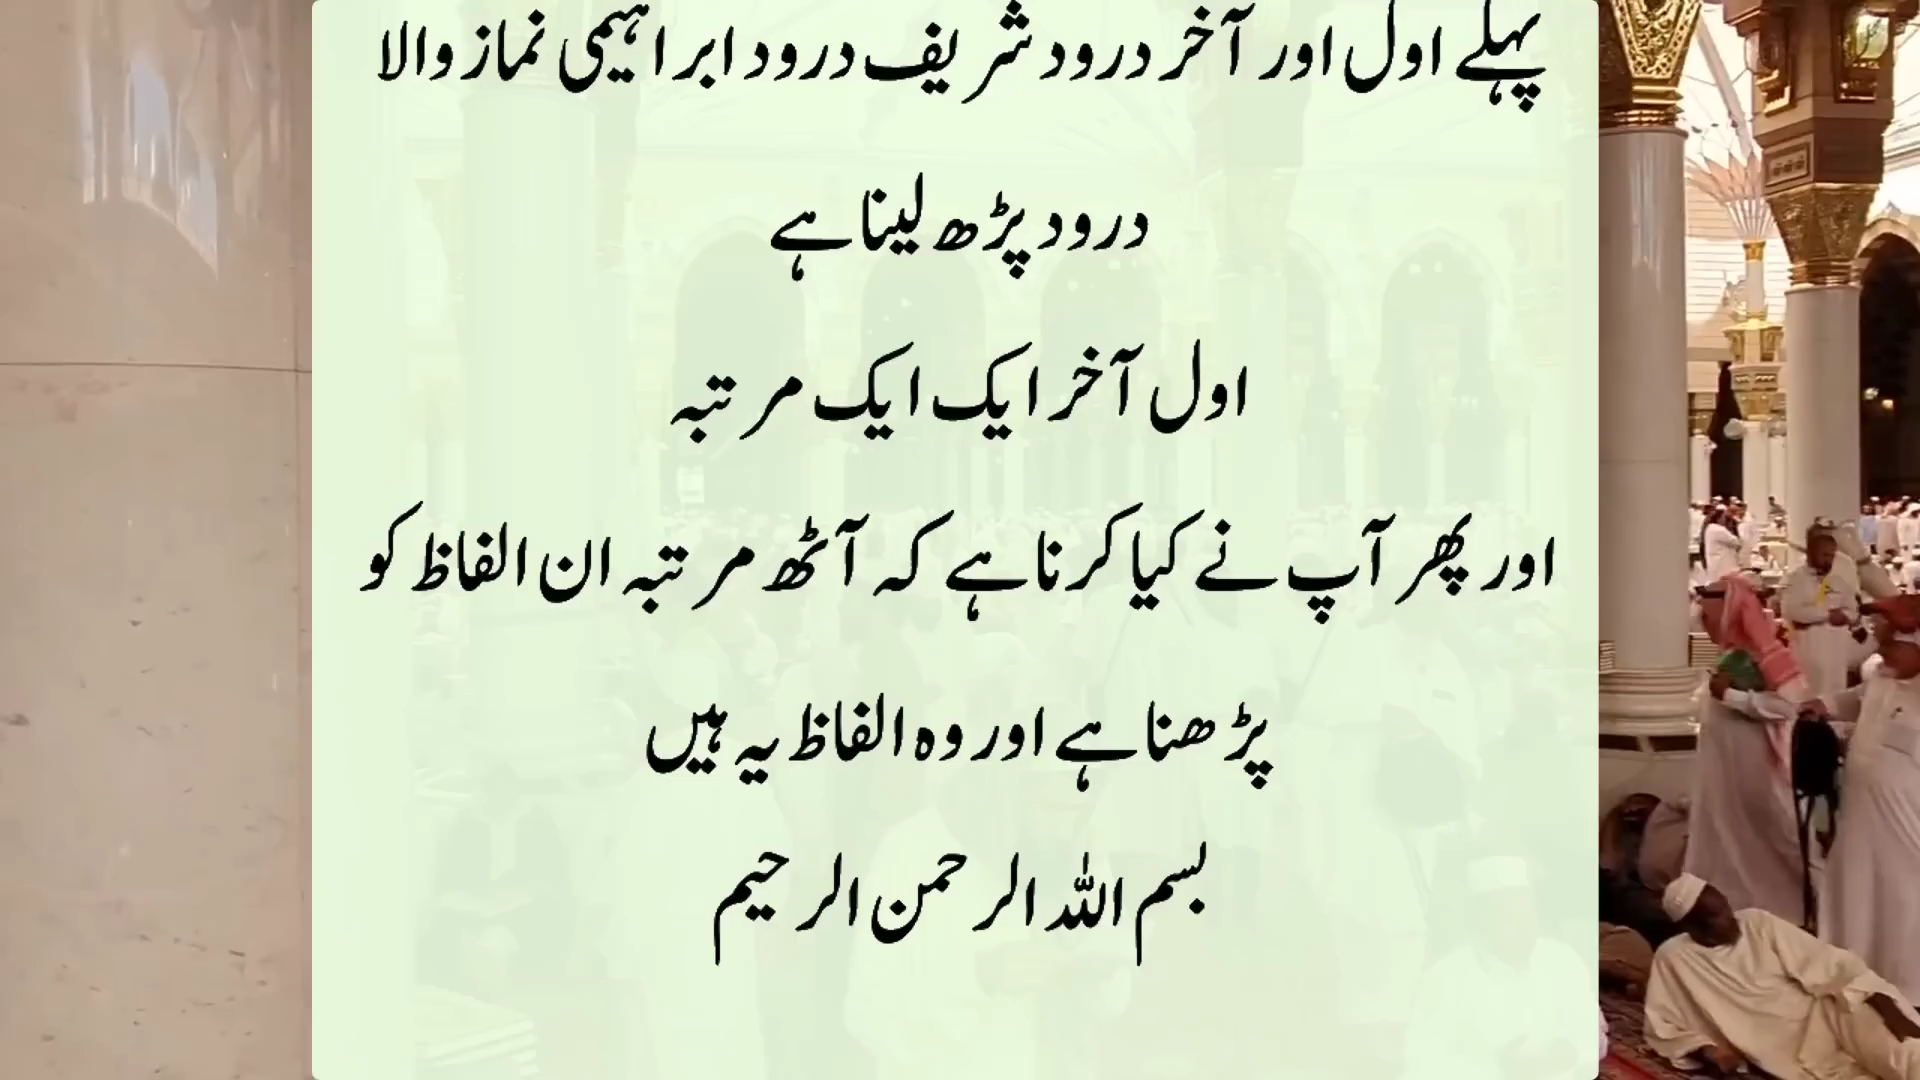 پہلے اول اور آخر درود شریف درود ابراہیمی نماز والا
درود پڑھ لینا ہے
اول آخر ایک ایک مرتبہ
اور پھر آپ نے کیا کرنا ہے کہ آٹھ مرتبہ ان الفاظ کو
پڑھنا ہے اور وہ الفاظ یہ ہیں
بسم اللہ الرحمن الرحیم